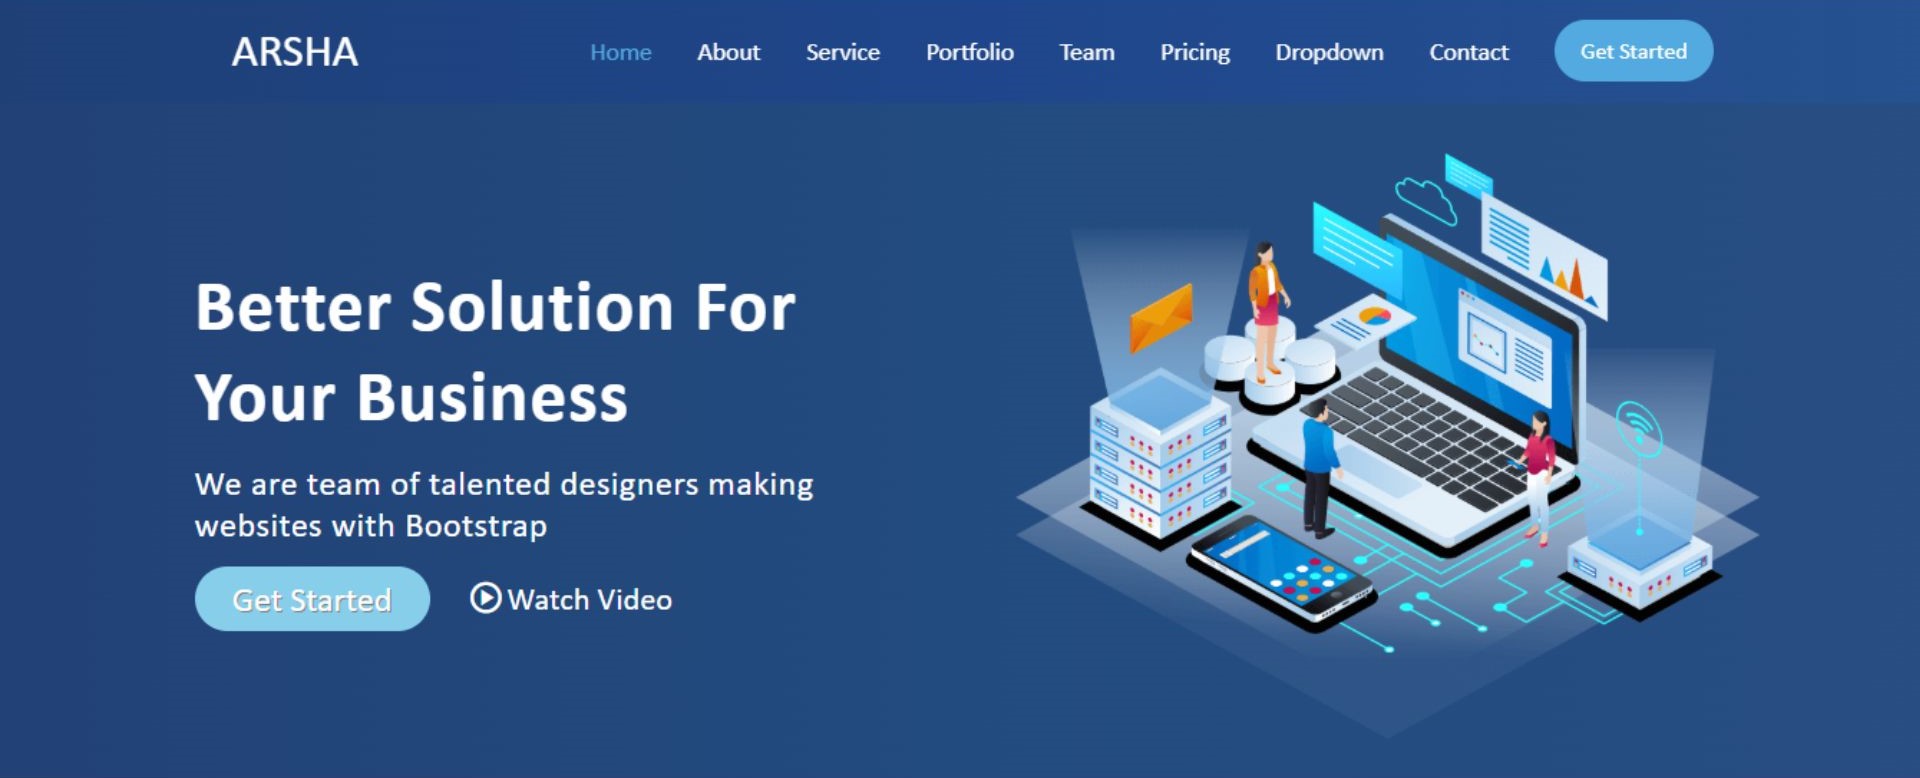 ARSHA
Home About Service Portfolio Team Pricing Dropdown Contact Get Started
Better Solution For
Your Business
We are team of talented designers making
websites with Bootstrap
Get Started Watch Video